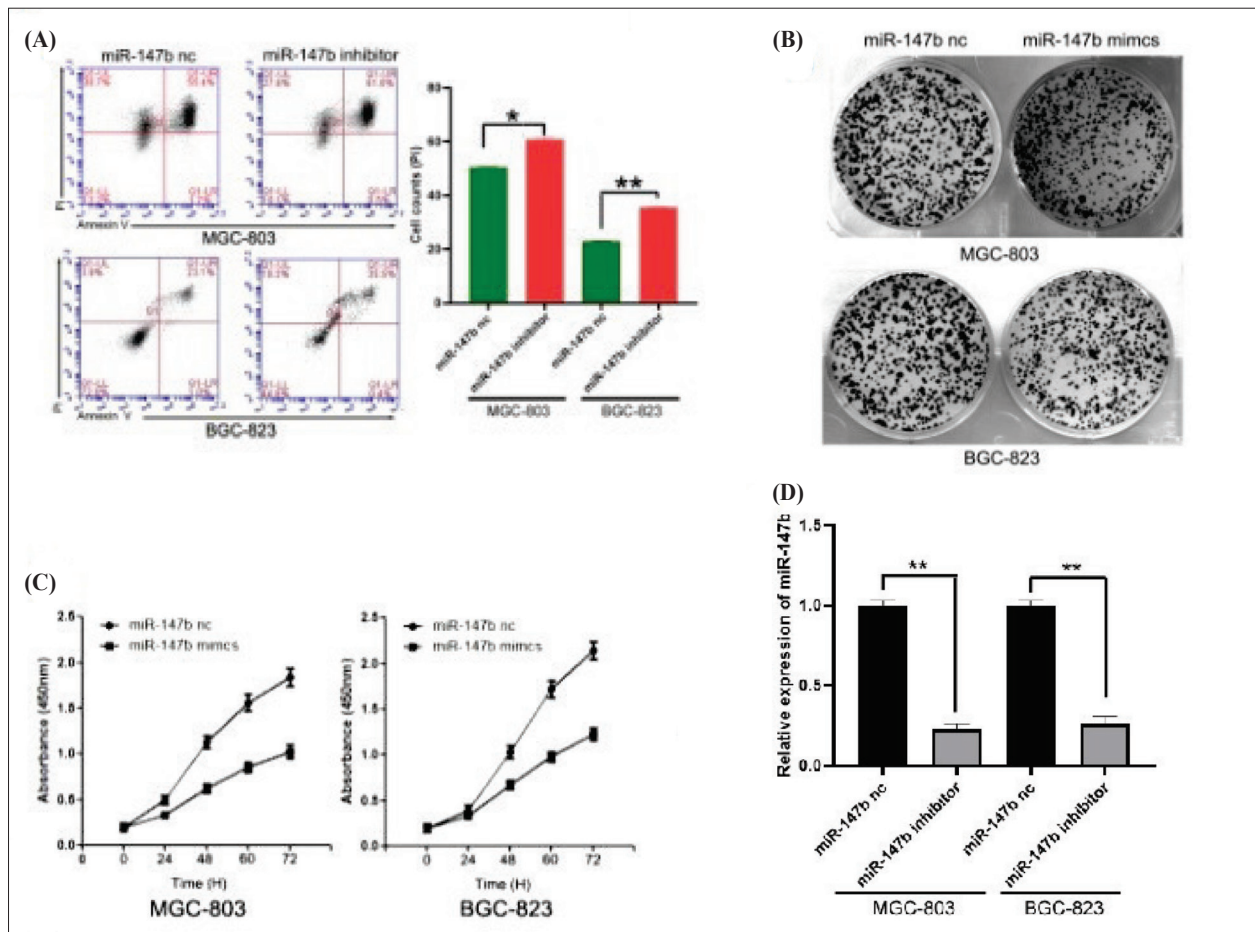 (A)
miR-147b nc
miR-147b inhibitor
PI
Annexin V
MGC-803
PI
Annexin V
BGC-823
Cell counts (PI)
80
60
40
20
0
*
**
miR-147b nc
miR-147b inhibitor
miR-147b nc
miR-147b inhibitor
MGC-803
BGC-823
(B)
miR-147b nc
miR-147b mimcs
MGC-803
BGC-823
(C)
Absorbance (450nm)
2.5
2.0
1.5
1.0
0.5
0.0
miR-147b nc
miR-147b mimcs
0
0
24
48
60
72
Time (H)
MGC-803
Absorbance (450nm)
2.5
2.0
1.5
1.0
0.5
0.0
miR-147b nc
miR-147b mimcs
0
24
48
60
72
Time (H)
BGC-823
(D)
Relative expression of miR-147b
1.5
1.0
0.5
0.0
**
**
miR-147b nc
miR-147b inhibitor
miR-147b nc
miR-147b inhibitor
MGC-803
BGC-823